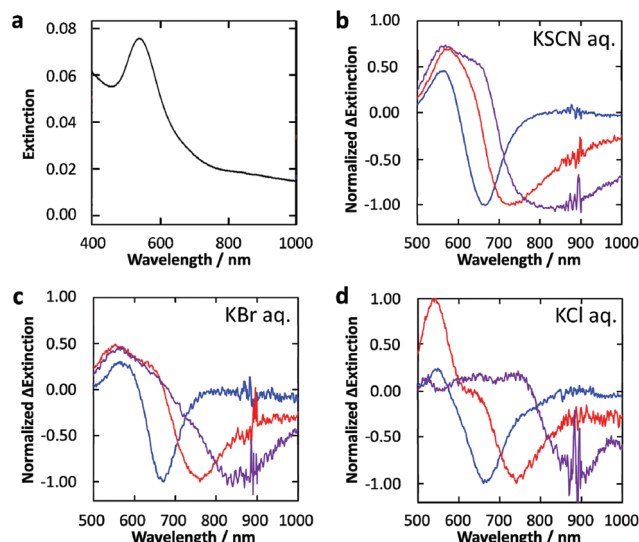 a
0.08
0.06
0.04
0.02
0.00
Extinction
400
600
800
1000
Wavelength / nm
b
KSCN aq.
1.00
0.50
0.00
-0.50
-1.00
Normalized ΔExtinction
500 600 700 800 900 1000
Wavelength / nm
c
KBr aq.
1.00
0.50
0.00
-0.50
-1.00
Normalized ΔExtinction
500 600 700 800 900 1000
Wavelength / nm
d
KCl aq.
1.00
0.50
0.00
-0.50
-1.00
Normalized ΔExtinction
500 600 700 800 900 1000
Wavelength / nm